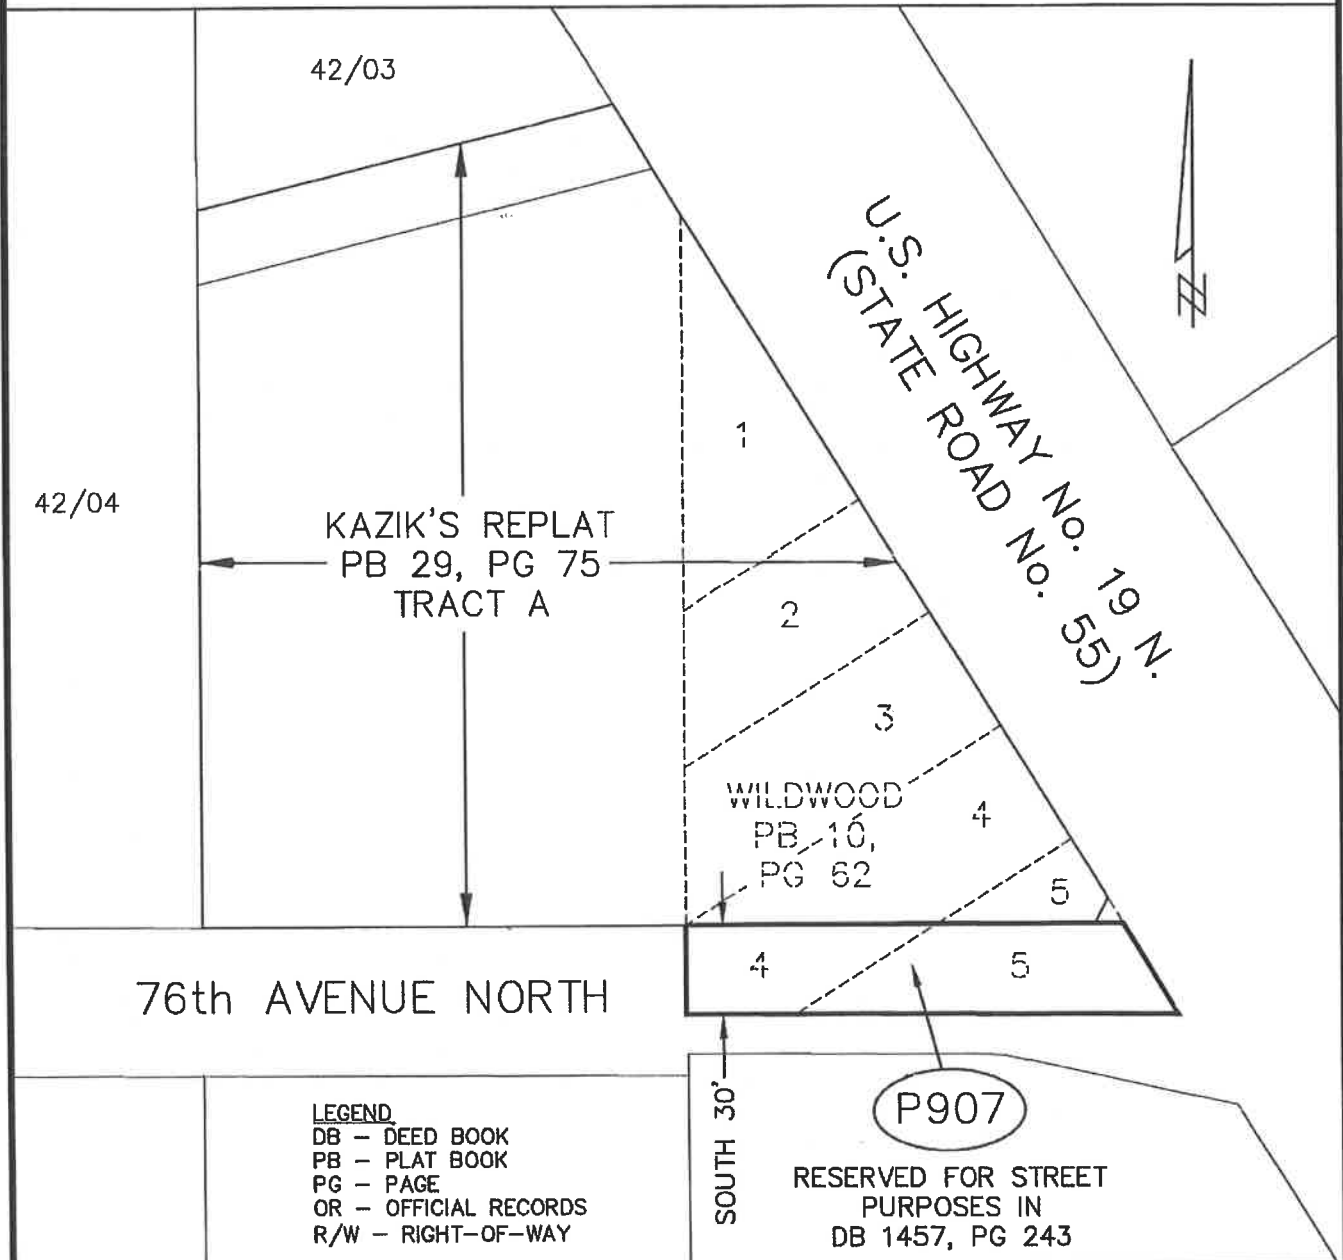 42/03
U.S. HIGHWAY No. 19 N.
(STATE ROAD No. 55)
N
1
42/04
KAZIK'S REPLAT
PB 29, PG 75
TRACT A
2
3
WILDWOOD
PB 10,
PG 62
4
5
4
5
76th AVENUE NORTH
SOUTH 30'
P907
RESERVED FOR STREET
PURPOSES IN
DB 1457, PG 243
LEGEND
DB – DEED BOOK
PB – PLAT BOOK
PG – PAGE
OR – OFFICIAL RECORDS
R/W – RIGHT-OF-WAY